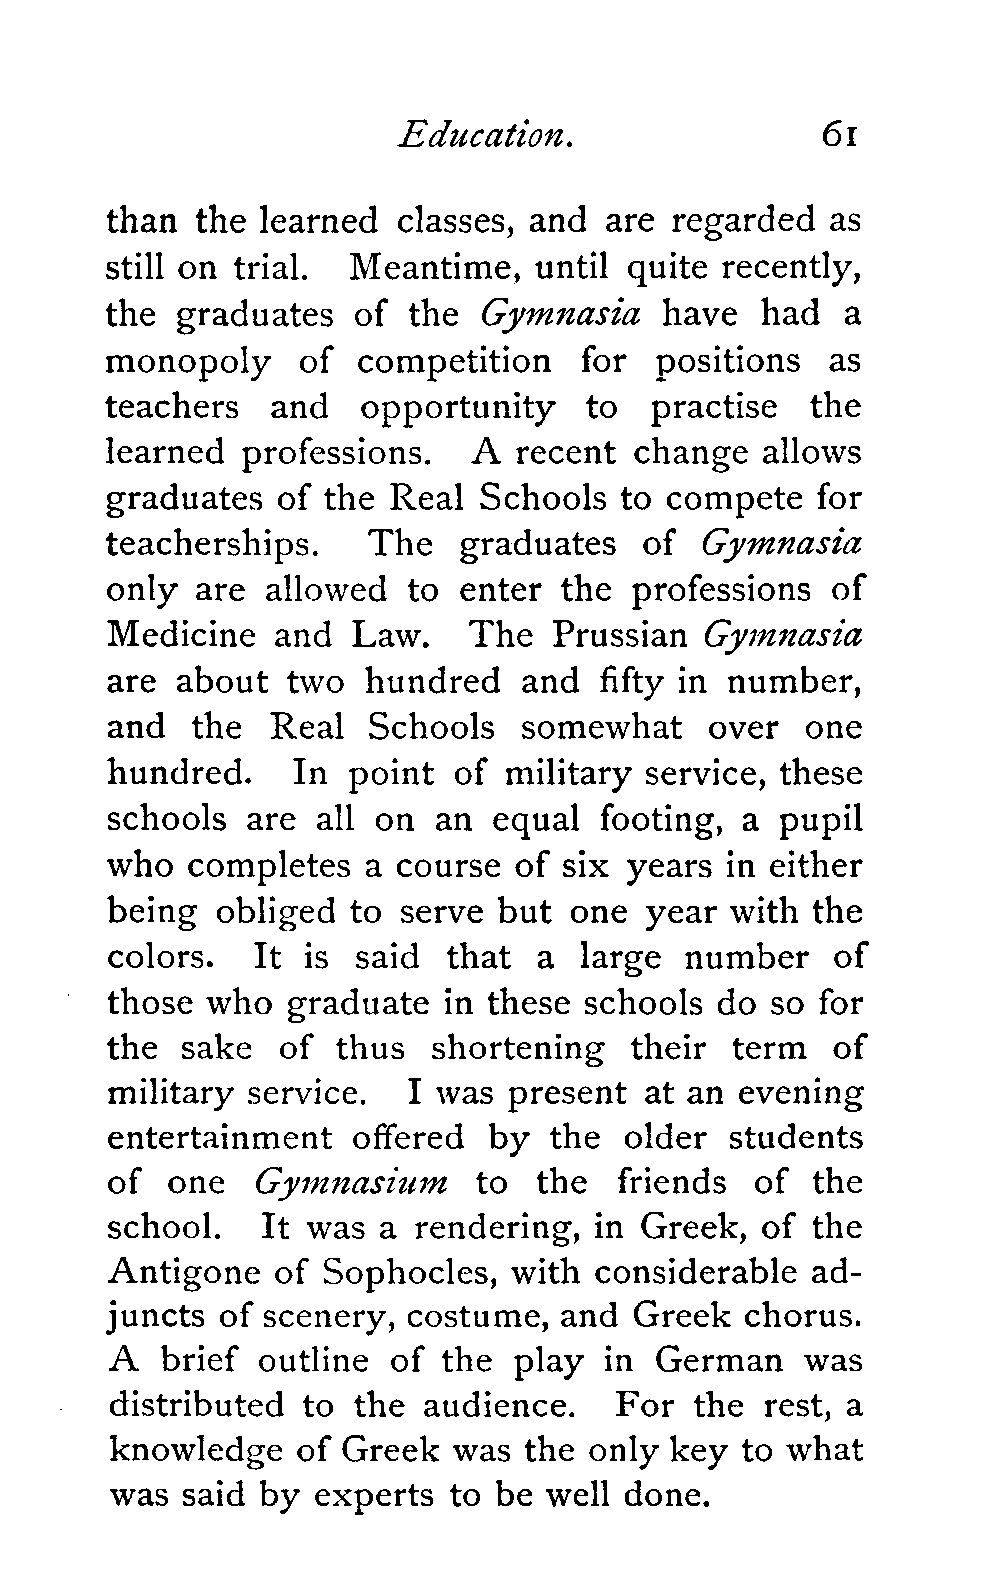 Education. 61
than the learned classes, and are regarded as
still on trial. Meantime, until quite recently,
the graduates of the Gymnasia have had a
monopoly of competition for positions as
teachers and opportunity to practise the
learned professions. A recent change allows
graduates of the Real Schools to compete for
teacherships. The graduates of Gymnasia
only are allowed to enter the professions of
Medicine and Law. The Prussian Gymnasia
are about two hundred and fifty in number,
and the Real Schools somewhat over one
hundred. In point of military service, these
schools are all on an equal footing, a pupil
who completes a course of six years in either
being obliged to serve but one year with the
colors. It is said that a large number of
those who graduate in these schools do so for
the sake of thus shortening their term of
military service. I was present at an evening
entertainment offered by the older students
of one Gymnasium to the friends of the
school. It was a rendering, in Greek, of the
Antigone of Sophocles, with considerable ad-
juncts of scenery, costume, and Greek chorus.
A brief outline of the play in German was
distributed to the audience. For the rest, a
knowledge of Greek was the only key to what
was said by experts to be well done.